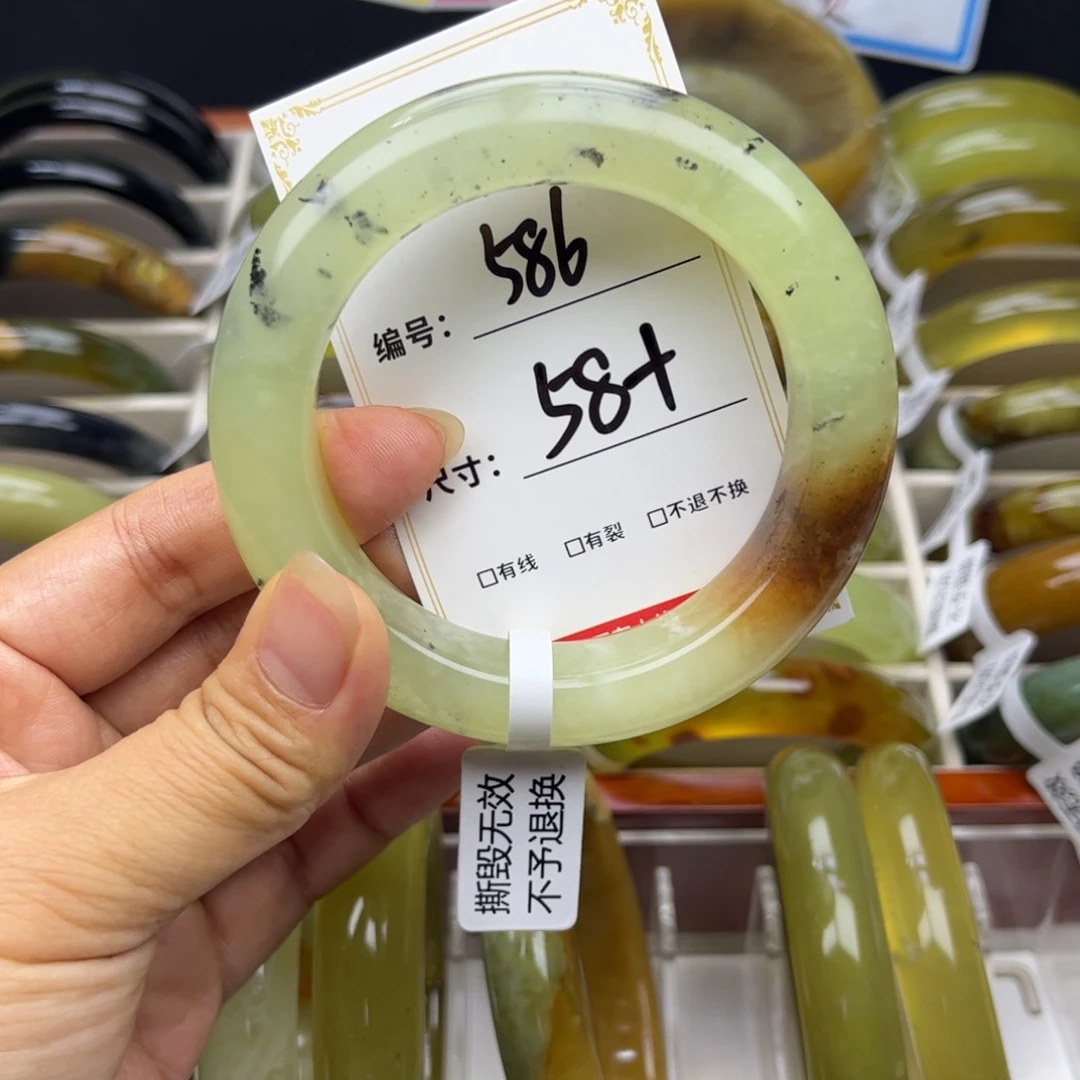 编号： 586
尺寸： 58+
□有线 □有裂 □不退不换
撕毁无效
不予退换